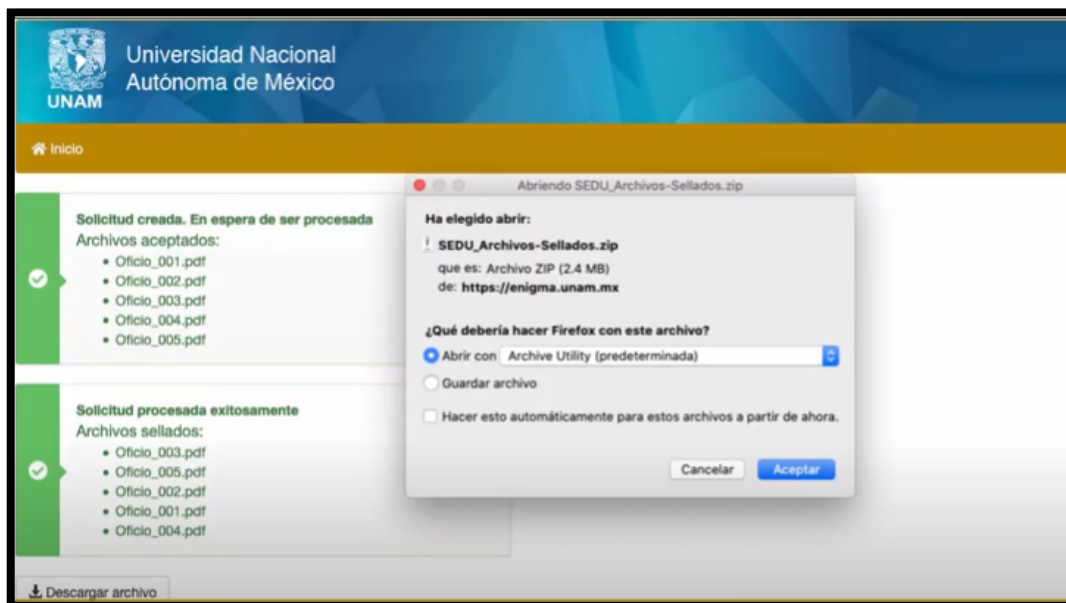 UNAM
Universidad Nacional
Autónoma de México
Inicio
Solicitud creada. En espera de ser procesada
Archivos aceptados:
• Oficio_001.pdf
• Oficio_002.pdf
• Oficio_003.pdf
• Oficio_004.pdf
• Oficio_005.pdf
Solicitud procesada exitosamente
Archivos sellados:
• Oficio_003.pdf
• Oficio_005.pdf
• Oficio_002.pdf
• Oficio_001.pdf
• Oficio_004.pdf
Descargar archivo
Abriendo SEDU_Archivos-Sellados.zip
Ha elegido abrir:
SEDU_Archivos-Sellados.zip
que es: Archivo ZIP (2.4 MB)
de: https://enigma.unam.mx
¿Qué debería hacer Firefox con este archivo?
Abrir con Archive Utility (predeterminada)
Guardar archivo
Hacer esto automáticamente para estos archivos a partir de ahora.
Cancelar Aceptar